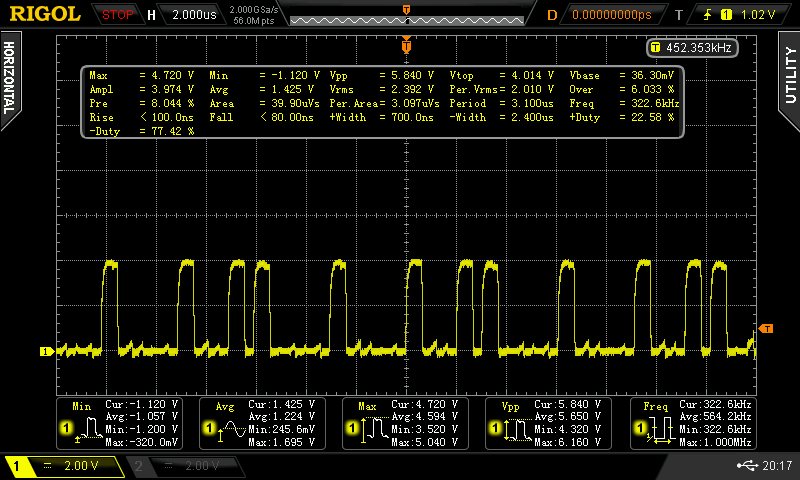 RIGOL STOP H 2.000us 2.000GSa/s 56.0M pts D 0.00000000ps T 1 1.02 V
T 452.353kHz
HORIZONTAL
UTILITY
Max = 4.720 V Min = -1.120 V Vpp = 5.840 V Vtop = 4.014 V Vbase = 36.30mV
Ampl = 3.974 V Avg = 1.425 V Vrms = 2.392 V Per.Vrms= 2.010 V Over = 6.033 %
Pre = 8.044 % Area = 39.90uVs Per.Area= 3.097uVs Period = 3.100us Freq = 322.6kHz
Rise < 100.0ns Fall < 80.00ns +Width = 700.0ns -Width = 2.400us +Duty = 22.58 %
-Duty = 77.42 %
T
T
1
T
Min Cur:-1.120 V
Avg:-1.057 V
1 Min:-1.200 V
Max:-320.0mV
Avg Cur:1.425 V
Avg:1.224 V
1 Min:245.6mV
Max:1.695 V
Max Cur:4.720 V
Avg:4.594 V
1 Min:3.520 V
Max:5.040 V
Vpp Cur:5.840 V
Avg:5.650 V
1 Min:4.320 V
Max:6.160 V
Freq Cur:322.6kHz
Avg:564.2kHz
1 Min:322.6kHz
Max:1.000MHz
1 = 2.00 V 2 = 2.00 V 20:17